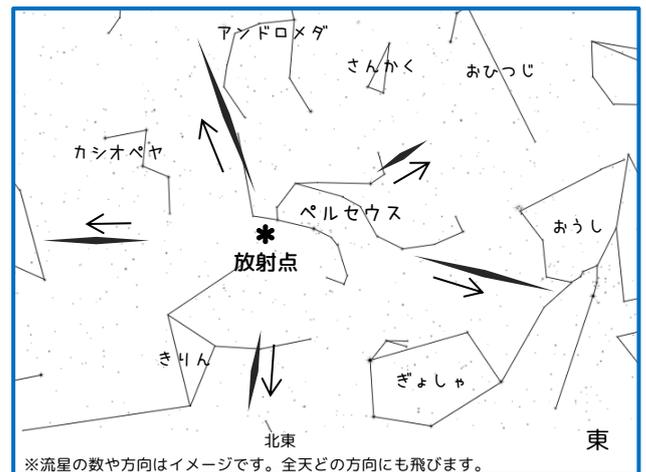 アンドロメダ
さんかく
おひつじ
カシオペヤ
ペルセウス
おうし
放射点
きりん
ぎょしゃ
北東
東
※流星の数や方向はイメージです。全天どの方向にも飛びます。